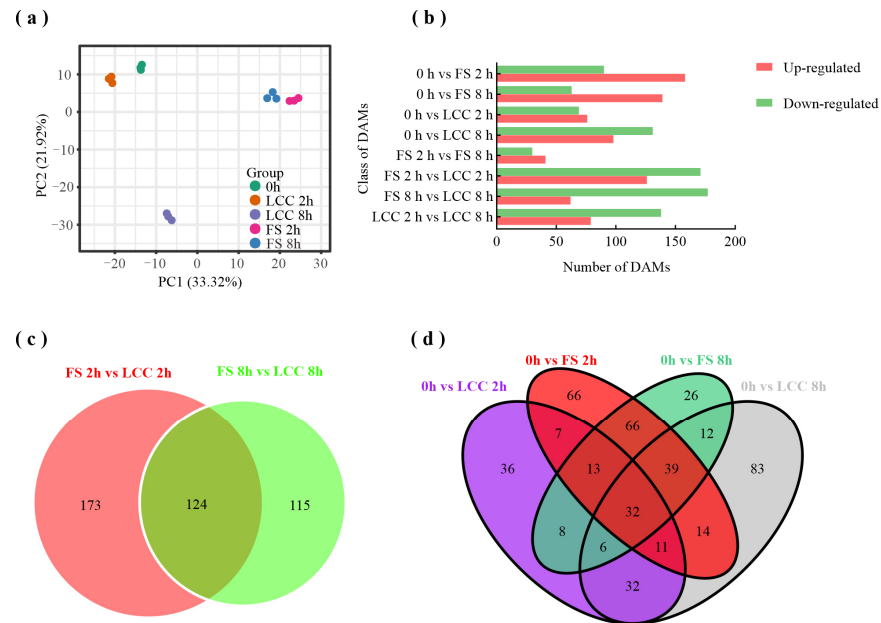 ( a )
10
0
−10
−20
−30
PC2 (21.92%)
Group
0h
LCC 2h
LCC 8h
FS 2h
FS 8h
−20
−10
0
10
20
30
PC1 (33.32%)
( b )
Class of DAMs
0 h vs FS 2 h
0 h vs FS 8 h
0 h vs LCC 2 h
0 h vs LCC 8 h
FS 2 h vs FS 8 h
FS 2 h vs LCC 2 h
FS 8 h vs LCC 8 h
LCC 2 h vs LCC 8 h
0
50
100
150
200
Number of DAMs
Up-regulated
Down-regulated
( c )
FS 2h vs LCC 2h
FS 8h vs LCC 8h
173
124
115
( d )
0h vs FS 2h
0h vs FS 8h
0h vs LCC 2h
0h vs LCC 8h
66
26
7
66
12
36
13
39
83
32
8
6
11
14
32